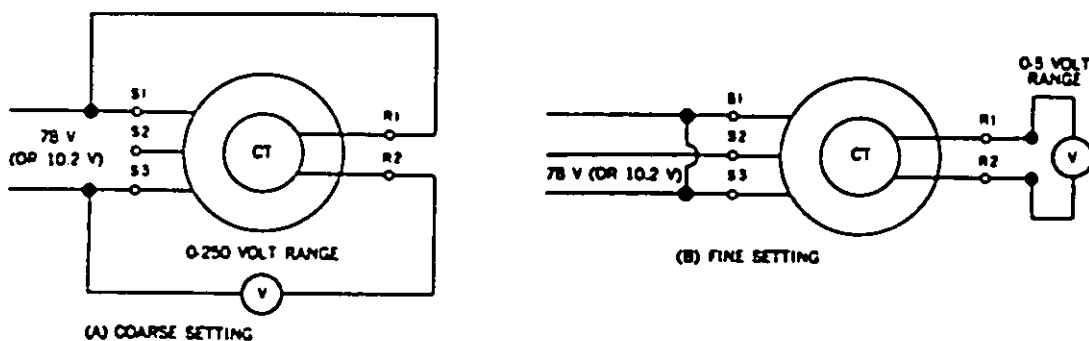 S1
S2
S3
78 V
(OR 10.2 V)
CT
R1
R2
0-250 VOLT RANGE
V
(A) COARSE SETTING
S1
S2
S3
78 V (OR 10.2 V)
CT
R1
R2
0-5 VOLT
RANGE
V
(B) FINE SETTING